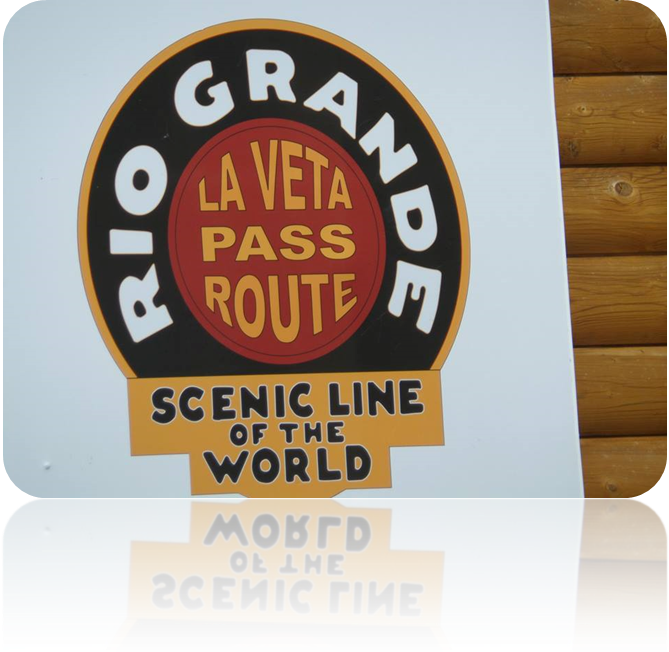 RIO GRANDE
LA VETA
PASS
ROUTE
SCENIC LINE
OF THE
WORLD